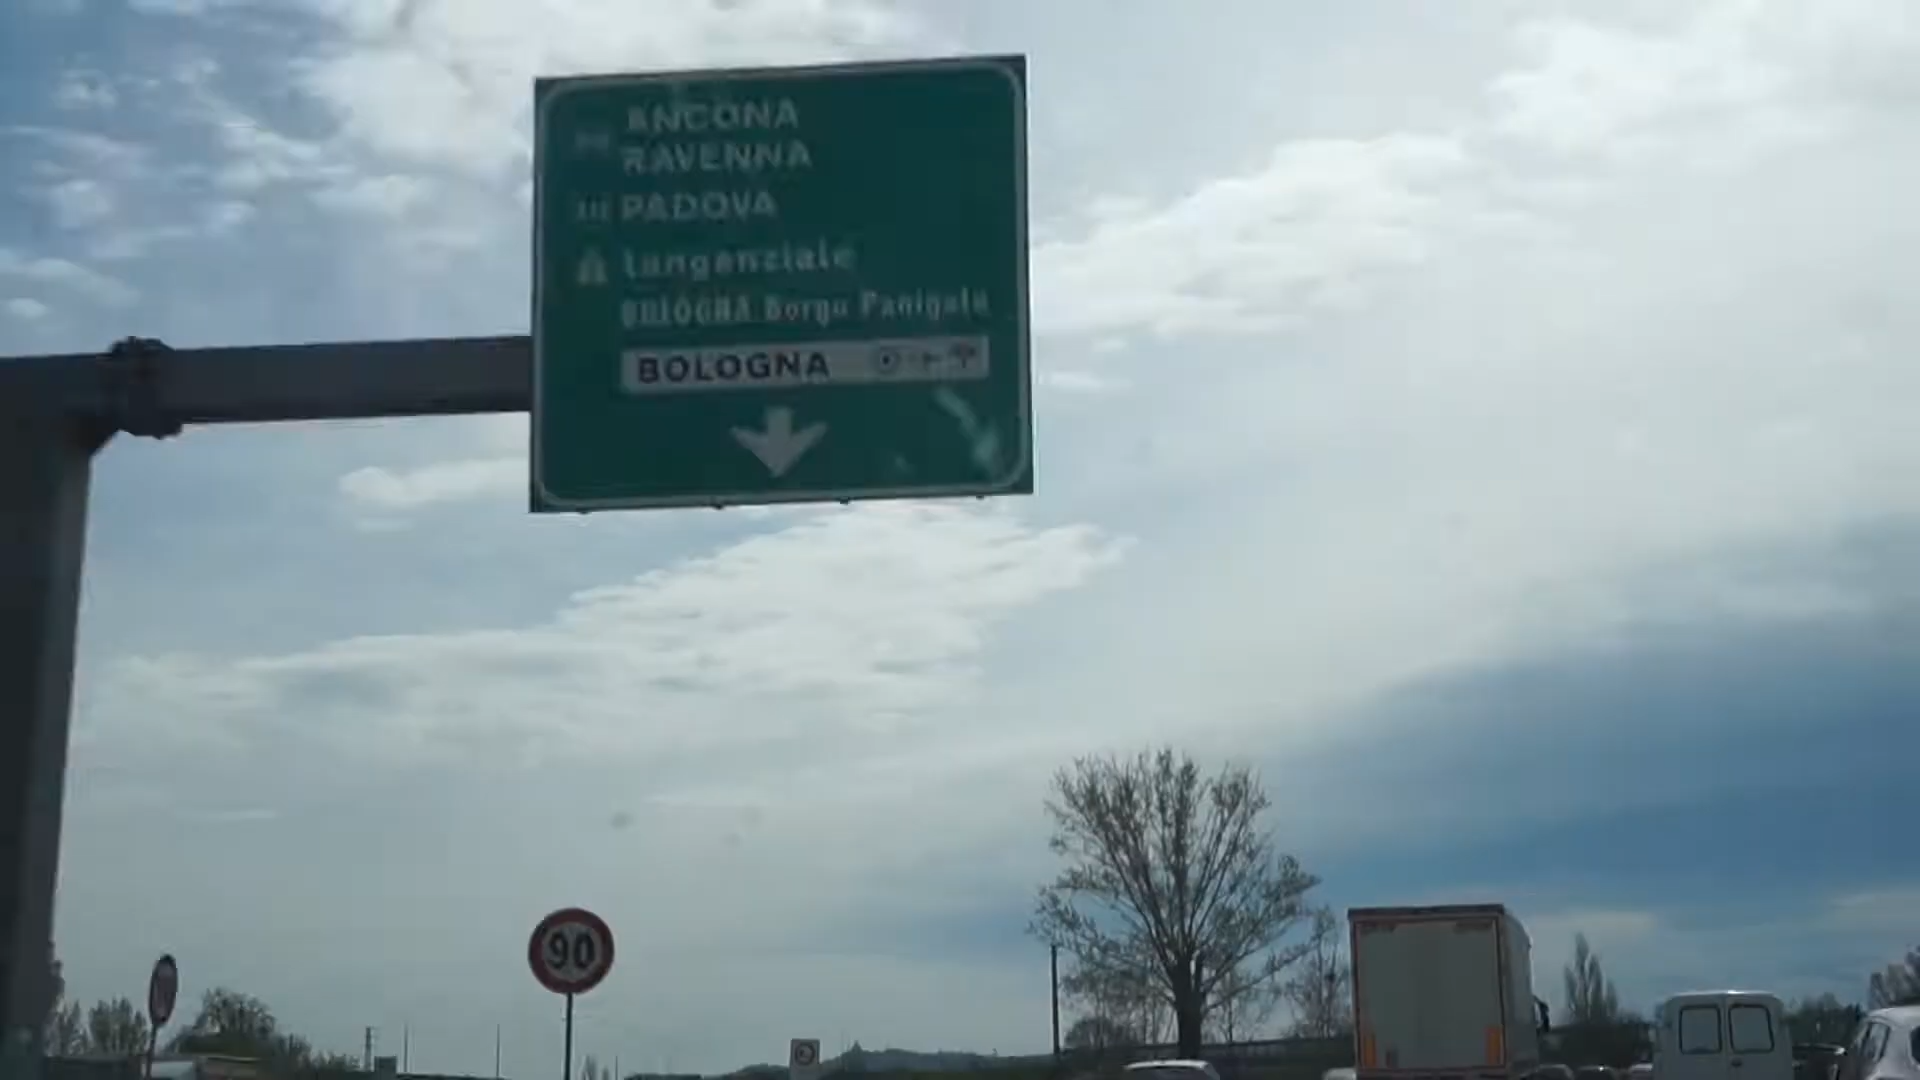 ANCONA
RAVENNA
PADOVA
tangenziale
BOLOGNA Borgo Panigale
BOLOGNA
90